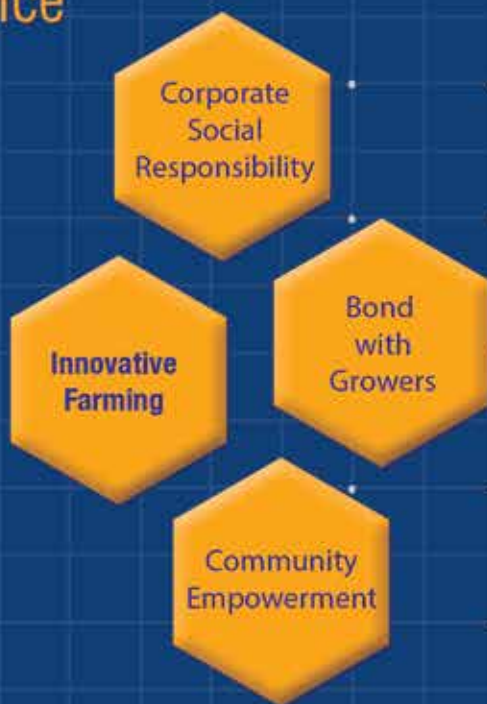 Corporate
Social
Responsibility
Bond
with
Growers
Innovative
Farming
Community
Empowerment